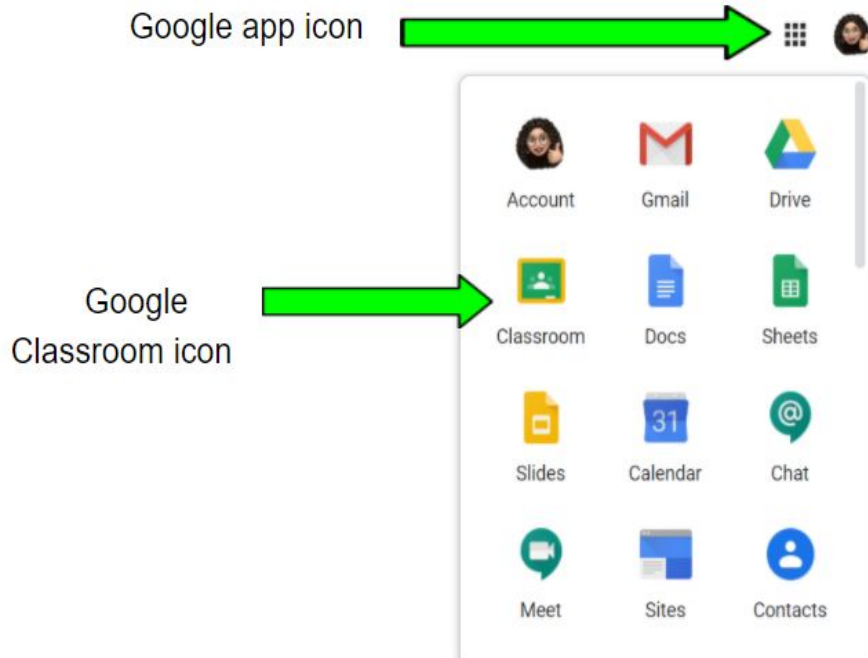 Google app icon
Account Gmail Drive
Google
Classroom icon
Classroom Docs Sheets
31
@
Slides Calendar Chat
Meet Sites Contacts